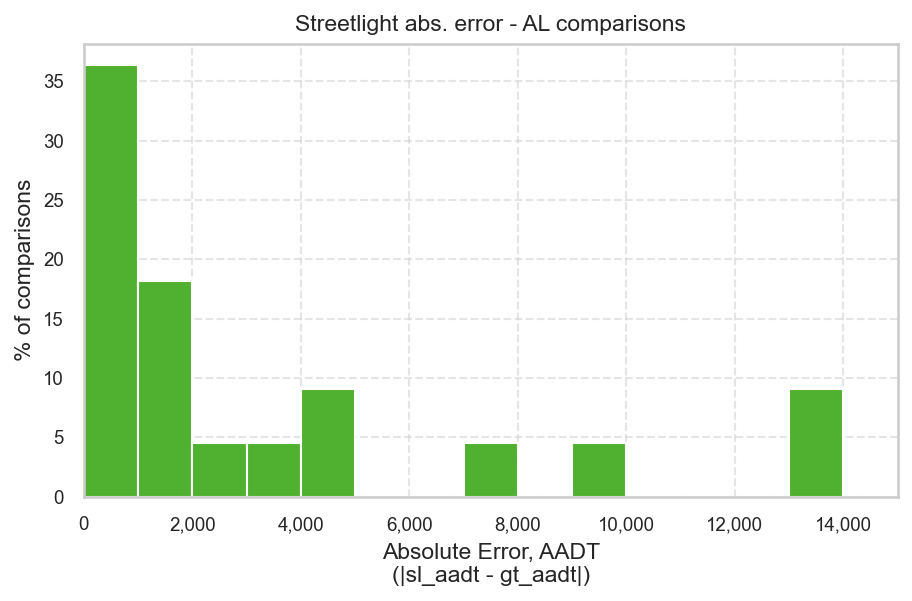 Streetlight abs. error - AL comparisons
% of comparisons
35
30
25
20
15
10
5
0
0 2,000 4,000 6,000 8,000 10,000 12,000 14,000
Absolute Error, AADT
(|sl_aadt - gt_aadt|)